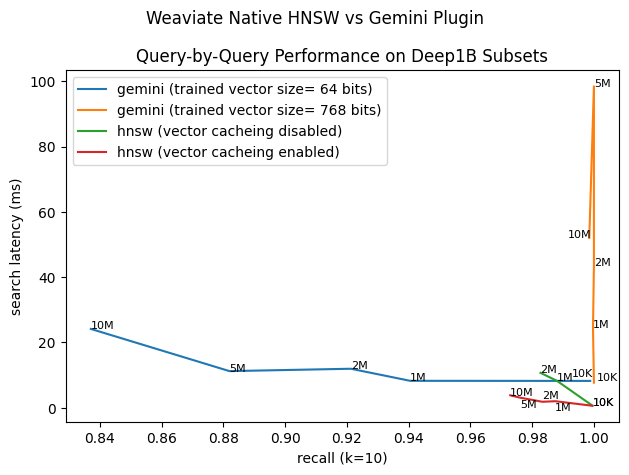 Weaviate Native HNSW vs Gemini Plugin
Query-by-Query Performance on Deep1B Subsets
gemini (trained vector size= 64 bits)
gemini (trained vector size= 768 bits)
hnsw (vector cacheing disabled)
hnsw (vector cacheing enabled)
search latency (ms)
100
80
60
40
20
0
5M
10M
2M
1M
10M
5M
2M
1M
10K
10K
2M
1M
10K
10M
5M
2M
1M
10K
0.84
0.86
0.88
0.90
0.92
0.94
0.96
0.98
1.00
recall (k=10)